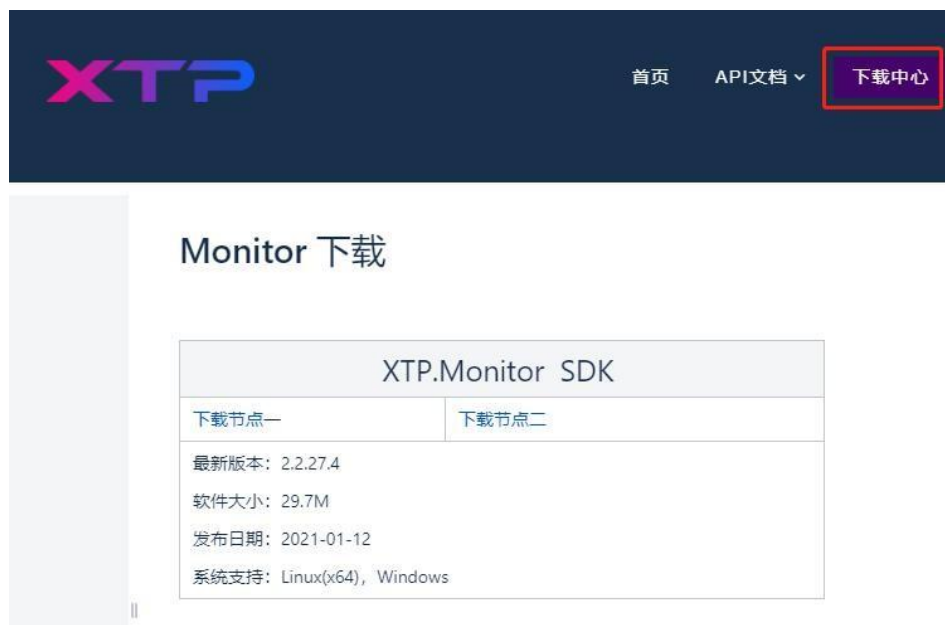 XTP
首页 API文档 下载中心
Monitor 下载
XTP.Monitor SDK
下载节点一 下载节点二
最新版本：2.2.27.4
软件大小：29.7M
发布日期：2021-01-12
系统支持：Linux(x64)，Windows